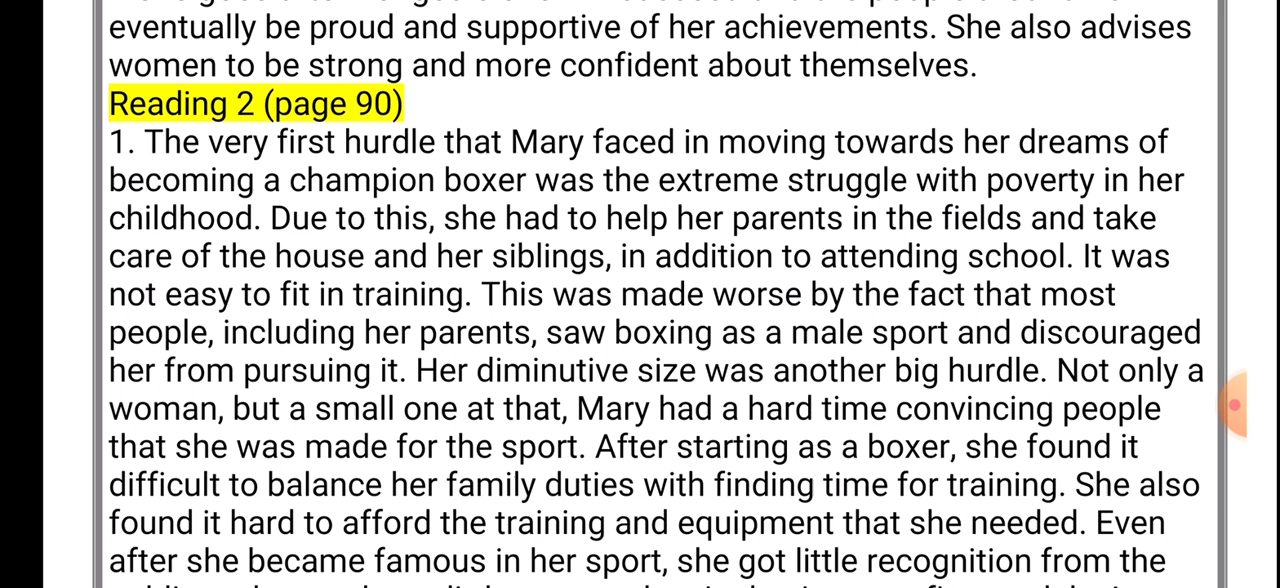 eventually be proud and supportive of her achievements. She also advises
women to be strong and more confident about themselves.
Reading 2 (page 90)
1. The very first hurdle that Mary faced in moving towards her dreams of
becoming a champion boxer was the extreme struggle with poverty in her
childhood. Due to this, she had to help her parents in the fields and take
care of the house and her siblings, in addition to attending school. It was
not easy to fit in training. This was made worse by the fact that most
people, including her parents, saw boxing as a male sport and discouraged
her from pursuing it. Her diminutive size was another big hurdle. Not only a
woman, but a small one at that, Mary had a hard time convincing people
that she was made for the sport. After starting as a boxer, she found it
difficult to balance her family duties with finding time for training. She also
found it hard to afford the training and equipment that she needed. Even
after she became famous in her sport, she got little recognition from the